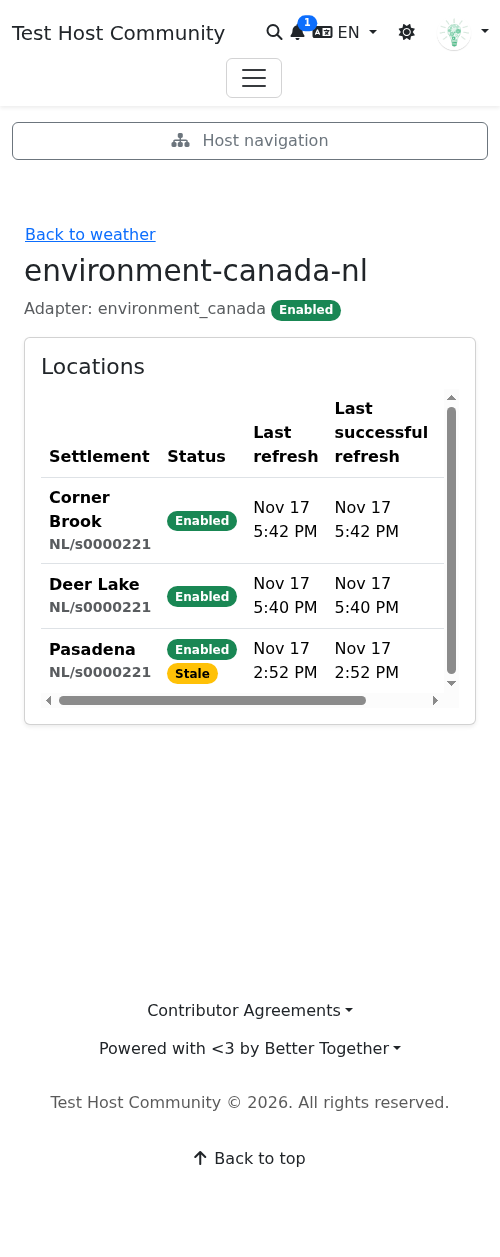 Test Host Community
1
EN
Host navigation
Back to weather
environment-canada-nl
Adapter: environment_canada Enabled
Locations
Settlement Status Last refresh Last successful refresh
Corner Brook NL/s0000221 Enabled Nov 17 5:42 PM Nov 17 5:42 PM
Deer Lake NL/s0000221 Enabled Nov 17 5:40 PM Nov 17 5:40 PM
Pasadena NL/s0000221 Enabled Stale Nov 17 2:52 PM Nov 17 2:52 PM
Contributor Agreements
Powered with <3 by Better Together
Test Host Community © 2026. All rights reserved.
Back to top